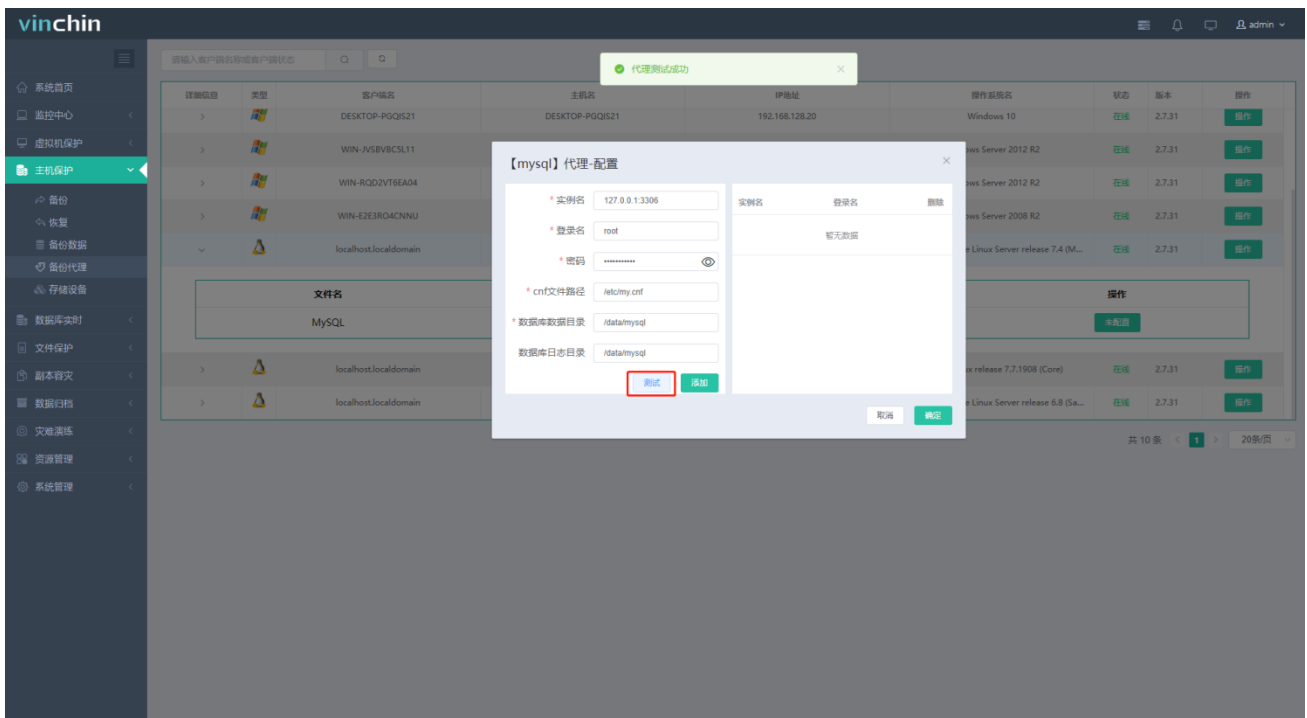 vinchin
admin
请输入客户端名称或客户端状态
代理测试成功
系统首页
监控中心
虚拟机保护
主机保护
备份
恢复
备份数据
备份代理
存储设备
数据库实时
文件保护
副本容灾
数据归档
灾难演练
资源管理
系统管理
详细信息 类型 客户端名 主机名 IP地址 操作系统名 状态 版本 操作
DESKTOP-PGQIS21 DESKTOP-PGQIS21 192.168.128.20 Windows 10 在线 2.7.31 操作
WIN-JVSBVBCSL11 ows Server 2012 R2 在线 2.7.31 操作
WIN-RQD2VT6EA04 ows Server 2012 R2 在线 2.7.31 操作
WIN-E2E3RO4CNNU ows Server 2008 R2 在线 2.7.31 操作
localhost.localdomain e Linux Server release 7.4 (M... 在线 2.7.31 操作
文件名 操作
MySQL 未配置
localhost.localdomain ux release 7.7.1908 (Core) 在线 2.7.31 操作
localhost.localdomain e Linux Server release 6.8 (Sa... 在线 2.7.31 操作
共 10 条 < 1 > 20条/页
【mysql】代理-配置
* 实例名 127.0.0.1:3306
* 登录名 root
* 密码 ···········
* cnf文件路径 /etc/my.cnf
* 数据库数据目录 /data/mysql
数据库日志目录 /data/mysql
测试 添加
实例名 登录名 删除
暂无数据
取消 确定